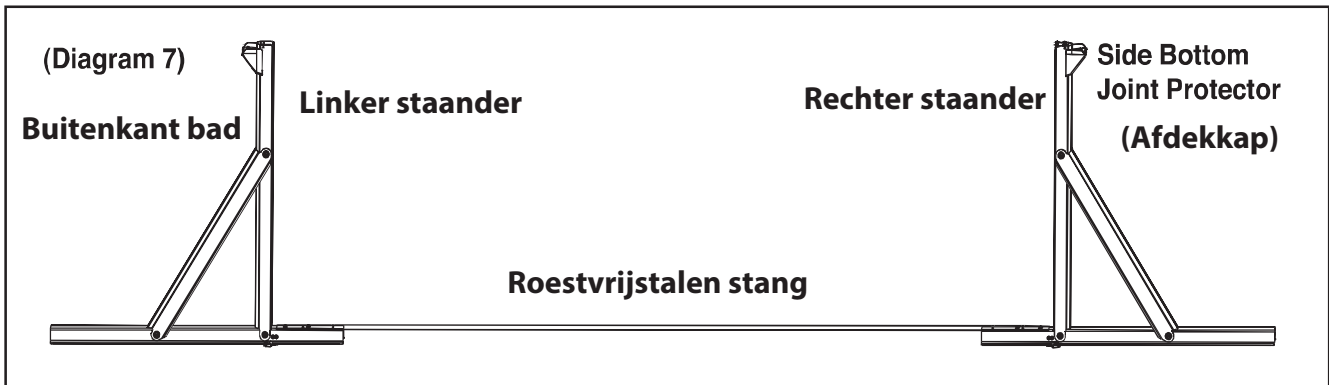 (Diagram 7)
Buitenkant bad
Linker staander
Rechter staander
Side Bottom
Joint Protector
(Afdekkap)
Roestvrijstalen stang